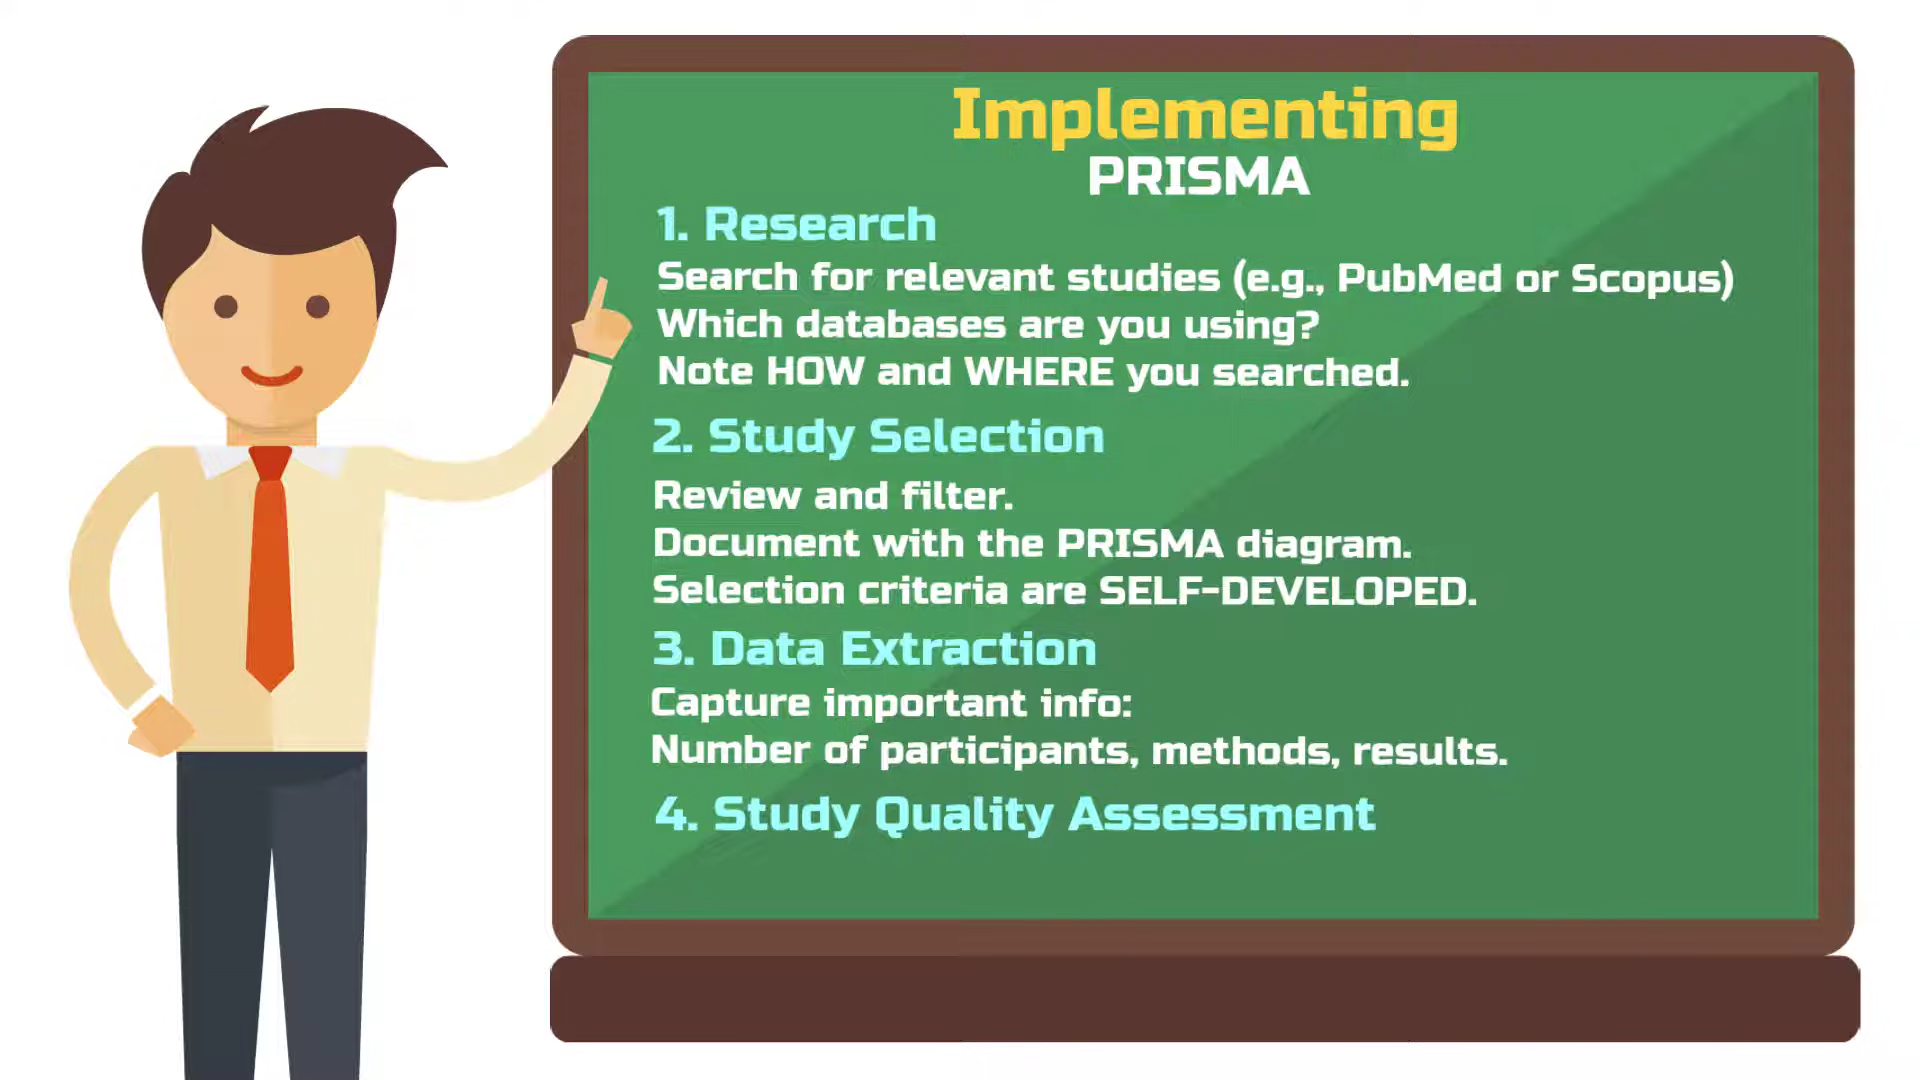 Implementing
PRISMA
1. Research
Search for relevant studies (e.g., PubMed or Scopus)
Which databases are you using?
Note HOW and WHERE you searched.
2. Study Selection
Review and filter.
Document with the PRISMA diagram.
Selection criteria are SELF-DEVELOPED.
3. Data Extraction
Capture important info:
Number of participants, methods, results.
4. Study Quality Assessment